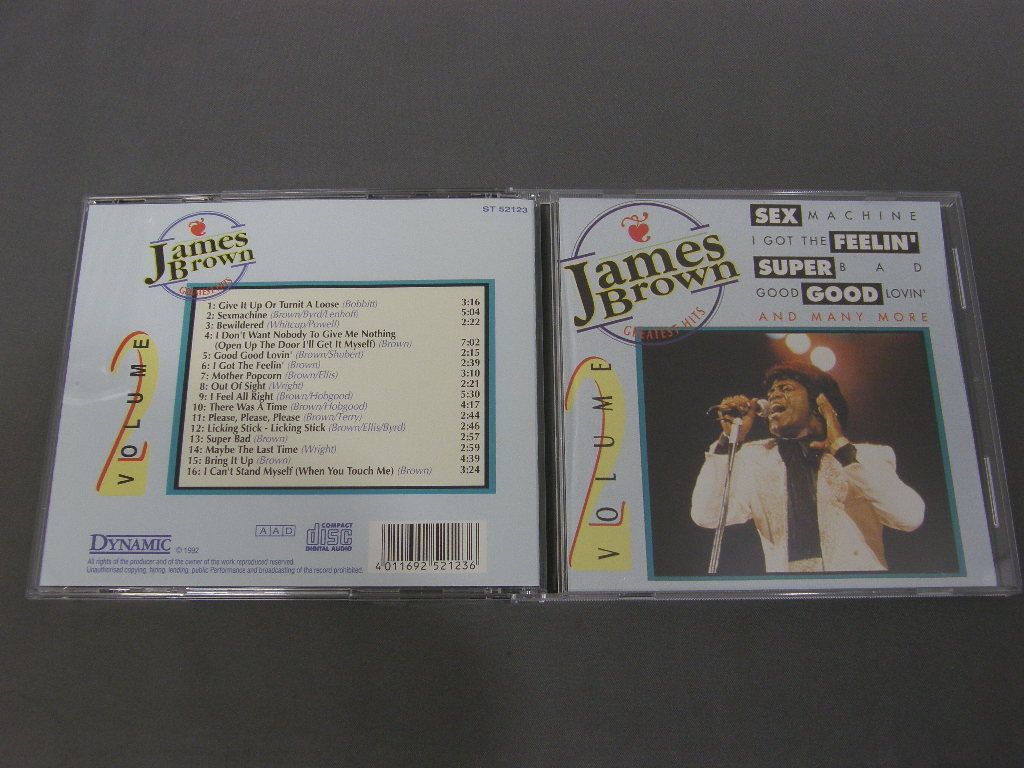 ST 52123
James
Brown
GREATEST HITS
VOLUME 2
1: Give It Up Or Turnit A Loose (Bobbitt) 3:16
2: Sexmachine (Brown/Byrd/Lenhoff) 5:04
3: Bewildered (Whitcup/Powell) 2:22
4: I Don't Want Nobody To Give Me Nothing
(Open Up The Door I'll Get It Myself) (Brown) 7:02
5: Good Good Lovin' (Brown/Shubert) 2:15
6: I Got The Feelin' (Brown) 2:39
7: Mother Popcorn (Brown/Ellis) 3:10
8: Out Of Sight (Wright) 2:21
9: I Feel All Right (Brown/Hobgood) 5:30
10: There Was A Time (Brown/Hobgood) 4:17
11: Please, Please, Please (Brown/Terry) 2:44
12: Licking Stick - Licking Stick (Brown/Ellis/Byrd) 2:46
13: Super Bad (Brown) 2:57
14: Maybe The Last Time (Wright) 2:59
15: Bring It Up (Brown) 4:39
16: I Can't Stand Myself (When You Touch Me) (Brown) 3:24
DYNAMIC © 1992
AAD
COMPACT
disc
DIGITAL AUDIO
4 011692 521236
All rights of the producer and of the owner of the work reproduced reserved.
Unauthorised copying, hiring, lending, public Performance and broadcasting of the record prohibited.
James
Brown
GREATEST HITS
VOLUME 2
SEX MACHINE
I GOT THE FEELIN'
SUPER BAD
GOOD GOOD LOVIN'
AND MANY MORE